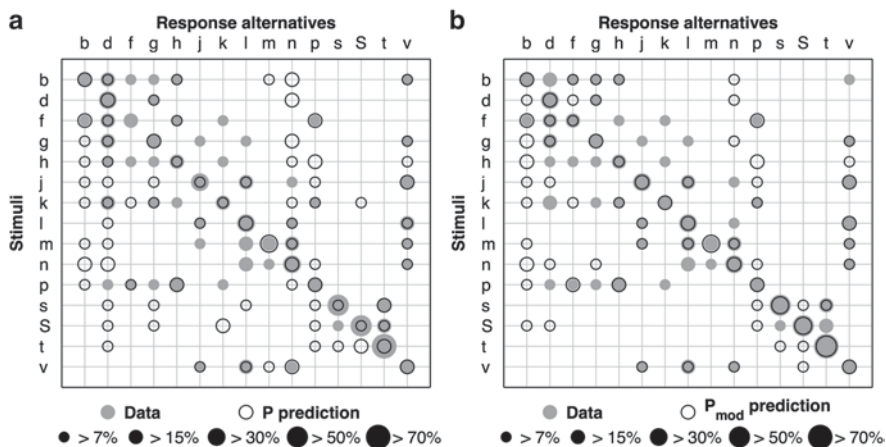 a
Response alternatives
b d f g h j k l m n p s S t v
Stimuli
b
d
f
g
h
j
k
l
m
n
p
s
S
t
v
Data P prediction
> 7% > 15% > 30% > 50% > 70%
b
Response alternatives
b d f g h j k l m n p s S t v
Stimuli
b
d
f
g
h
j
k
l
m
n
p
s
S
t
v
Data Pmod prediction
> 7% > 15% > 30% > 50% > 70%